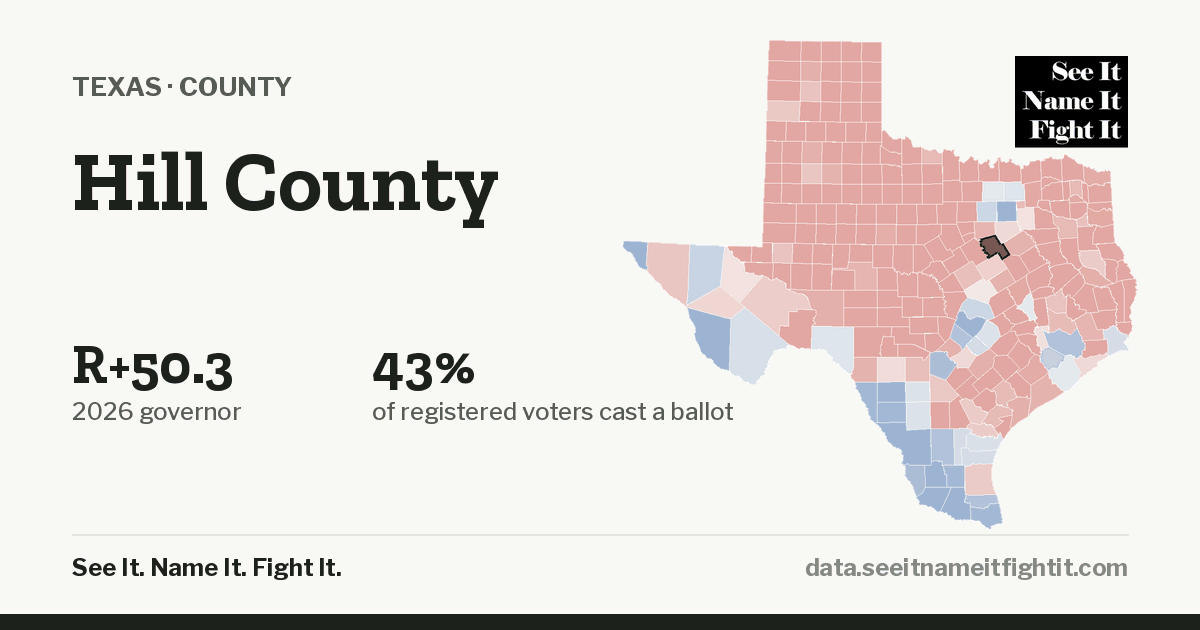 TEXAS · COUNTY
Hill County
R+50.3
2026 governor
43%
of registered voters cast a ballot
See It
Name It
Fight It
See It. Name It. Fight It.
data.seeitnameitfightit.com